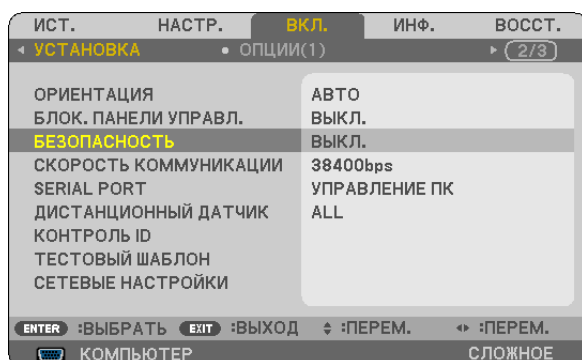 ИСТ. НАСТР. ВКЛ. ИНФ. ВОССТ.
УСТАНОВКА • ОПЦИИ(1) 2/3
ОРИЕНТАЦИЯ АВТО
БЛОК. ПАНЕЛИ УПРАВЛ. ВЫКЛ.
БЕЗОПАСНОСТЬ ВЫКЛ.
СКОРОСТЬ КОММУНИКАЦИИ 38400bps
SERIAL PORT УПРАВЛЕНИЕ ПК
ДИСТАНЦИОННЫЙ ДАТЧИК ALL
КОНТРОЛЬ ID
ТЕСТОВЫЙ ШАБЛОН
СЕТЕВЫЕ НАСТРОЙКИ
ENTER :ВЫБРАТЬ EXIT :ВЫХОД :ПЕРЕМ. :ПЕРЕМ.
КОМПЬЮТЕР СЛОЖНОЕ